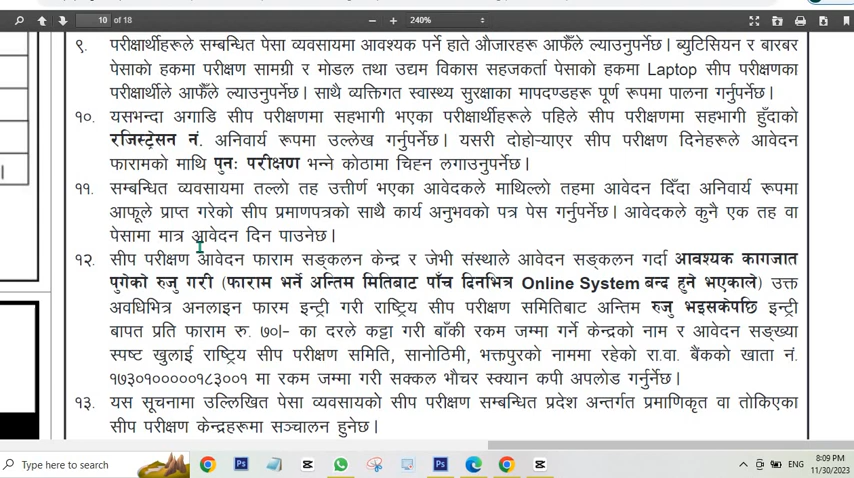 10 of 18
240%
९. परीक्षार्थीहरूले सम्बन्धित पेसा व्यवसायमा आवश्यक पर्ने हाते औजारहरू आफैँले ल्याउनुपर्नेछ। ब्युटिसियन र बारबर
पेसाको हकमा परीक्षण सामग्री र मोडल तथा उद्यम विकास सहजकर्ता पेसाको हकमा Laptop सीप परीक्षणका
परीक्षार्थीले आफैँले ल्याउनुपर्नेछ। साथै व्यक्तिगत स्वास्थ्य सुरक्षाका मापदण्डहरू पूर्ण रूपमा पालना गर्नुपर्नेछ।
१०. यसभन्दा अगाडि सीप परीक्षणमा सहभागी भएका परीक्षार्थीहरूले पहिले सीप परीक्षणमा सहभागी हुँदाको
रजिस्ट्रेसन नं. अनिवार्य रूपमा उल्लेख गर्नुपर्नेछ। यसरी दोहोऱ्याएर सीप परीक्षण दिनेहरूले आवेदन
फारामको माथि पुनः परीक्षण भन्ने कोठामा चिह्न लगाउनुपर्नेछ।
११. सम्बन्धित व्यवसायमा तल्लो तह उत्तीर्ण भएका आवेदकले माथिल्लो तहमा आवेदन दिँदा अनिवार्य रूपमा
आफूले प्राप्त गरेको सीप प्रमाणपत्रको साथै कार्य अनुभवको पत्र पेस गर्नुपर्नेछ। आवेदकले कुनै एक तह वा
पेसामा मात्र आवेदन दिन पाउनेछ।
१२. सीप परीक्षण आवेदन फाराम सङ्कलन केन्द्र र जेभी संस्थाले आवेदन सङ्कलन गर्दा आवश्यक कागजात
पुगेको रुजु गरी (फाराम भर्ने अन्तिम मितिबाट पाँच दिनभित्र Online System बन्द हुने भएकाले) उक्त
अवधिभित्र अनलाइन फारम इन्ट्री गरी राष्ट्रिय सीप परीक्षण समितिबाट अन्तिम रुजु भइसकेपछि इन्ट्री
बापत प्रति फाराम रु. ७०।- का दरले कट्टा गरी बाँकी रकम जम्मा गर्ने केन्द्रको नाम र आवेदन सङ्ख्या
स्पष्ट खुलाई राष्ट्रिय सीप परीक्षण समिति, सानोठिमी, भक्तपुरको नाममा रहेको रा.वा. बैंकको खाता नं.
१७३०१०००००१८३००१ मा रकम जम्मा गरी सक्कल भौचर स्क्यान कपी अपलोड गर्नुर्नेछ।
१३. यस सूचनामा उल्लिखित पेसा व्यवसायको सीप परीक्षण सम्बन्धित प्रदेश अन्तर्गत प्रमाणिकृत वा तोकिएका
सीप परीक्षण केन्द्रहरूमा सञ्चालन हुनेछ।
Type here to search
ENG
8:09 PM
11/30/2023